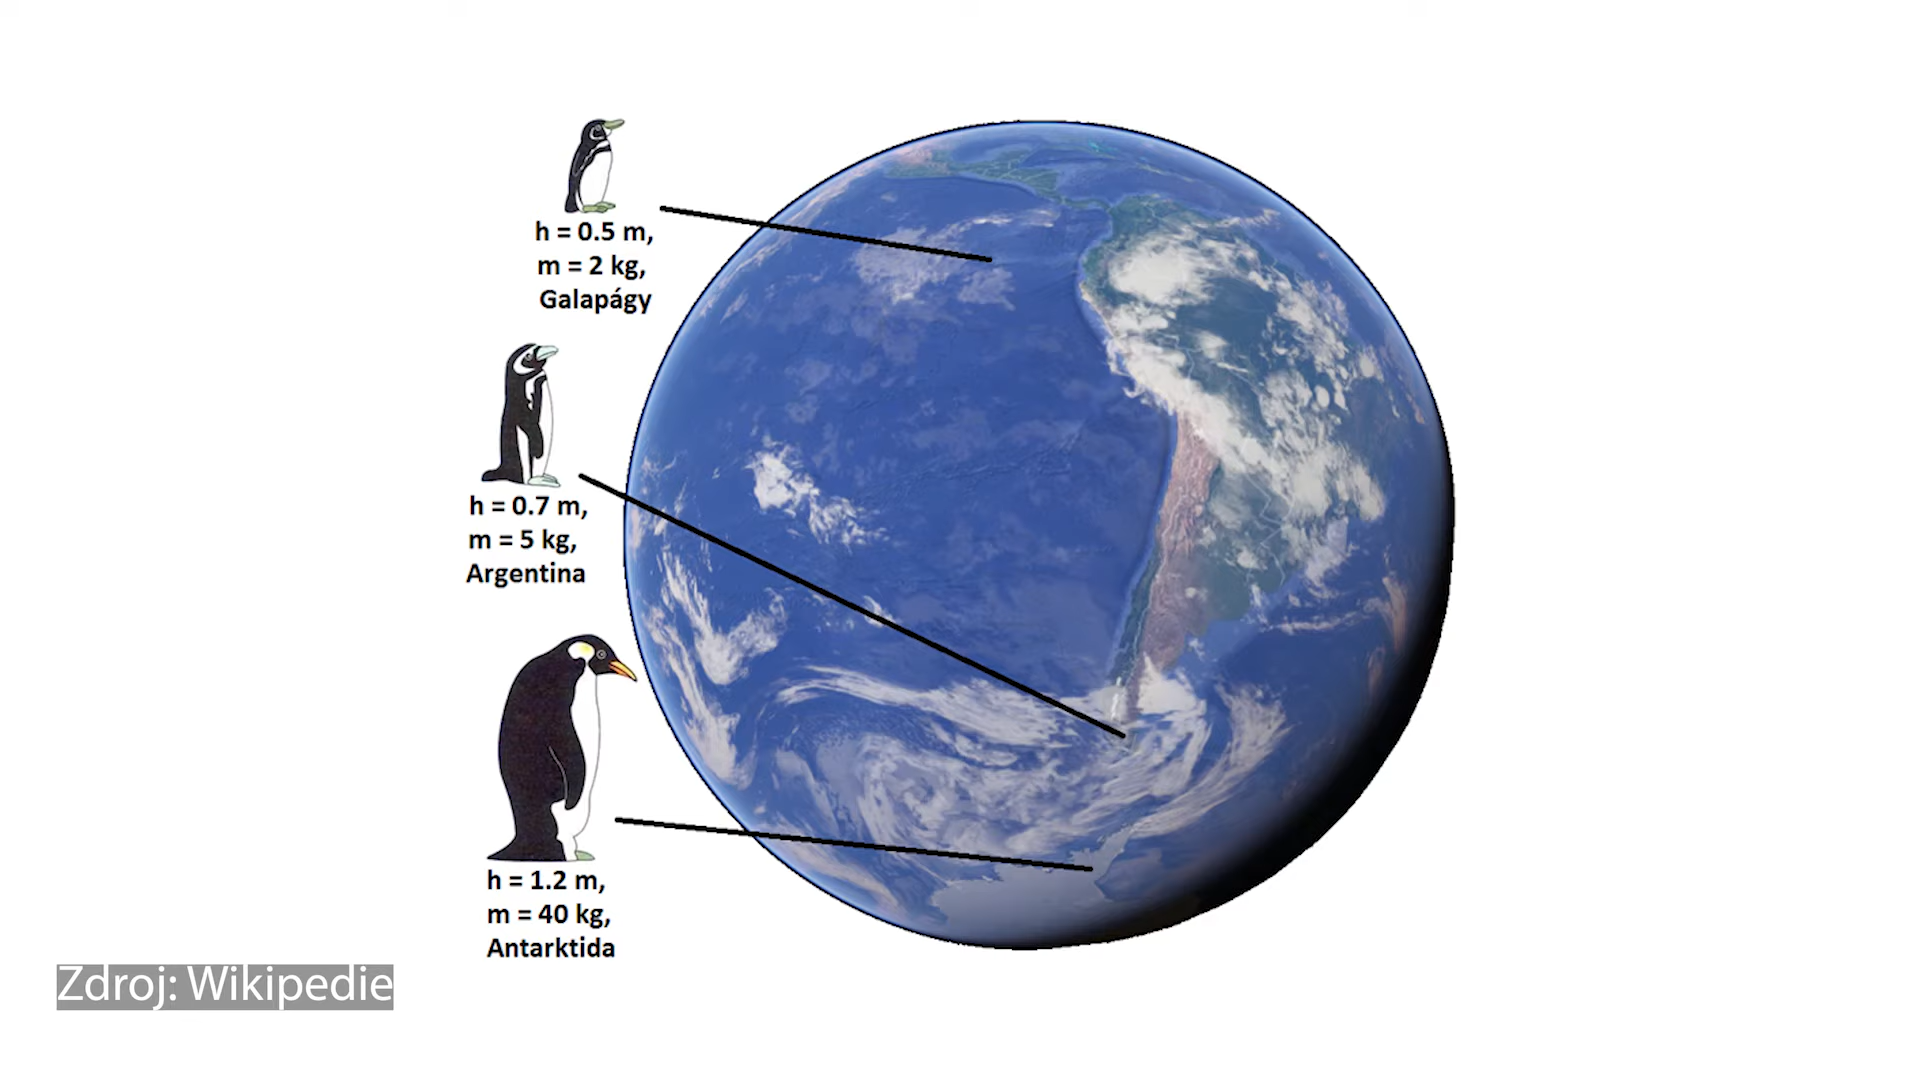 h = 0.5 m,
m = 2 kg,
Galapágy
h = 0.7 m,
m = 5 kg,
Argentina
h = 1.2 m,
m = 40 kg,
Antarktida
Zdroj: Wikipedie